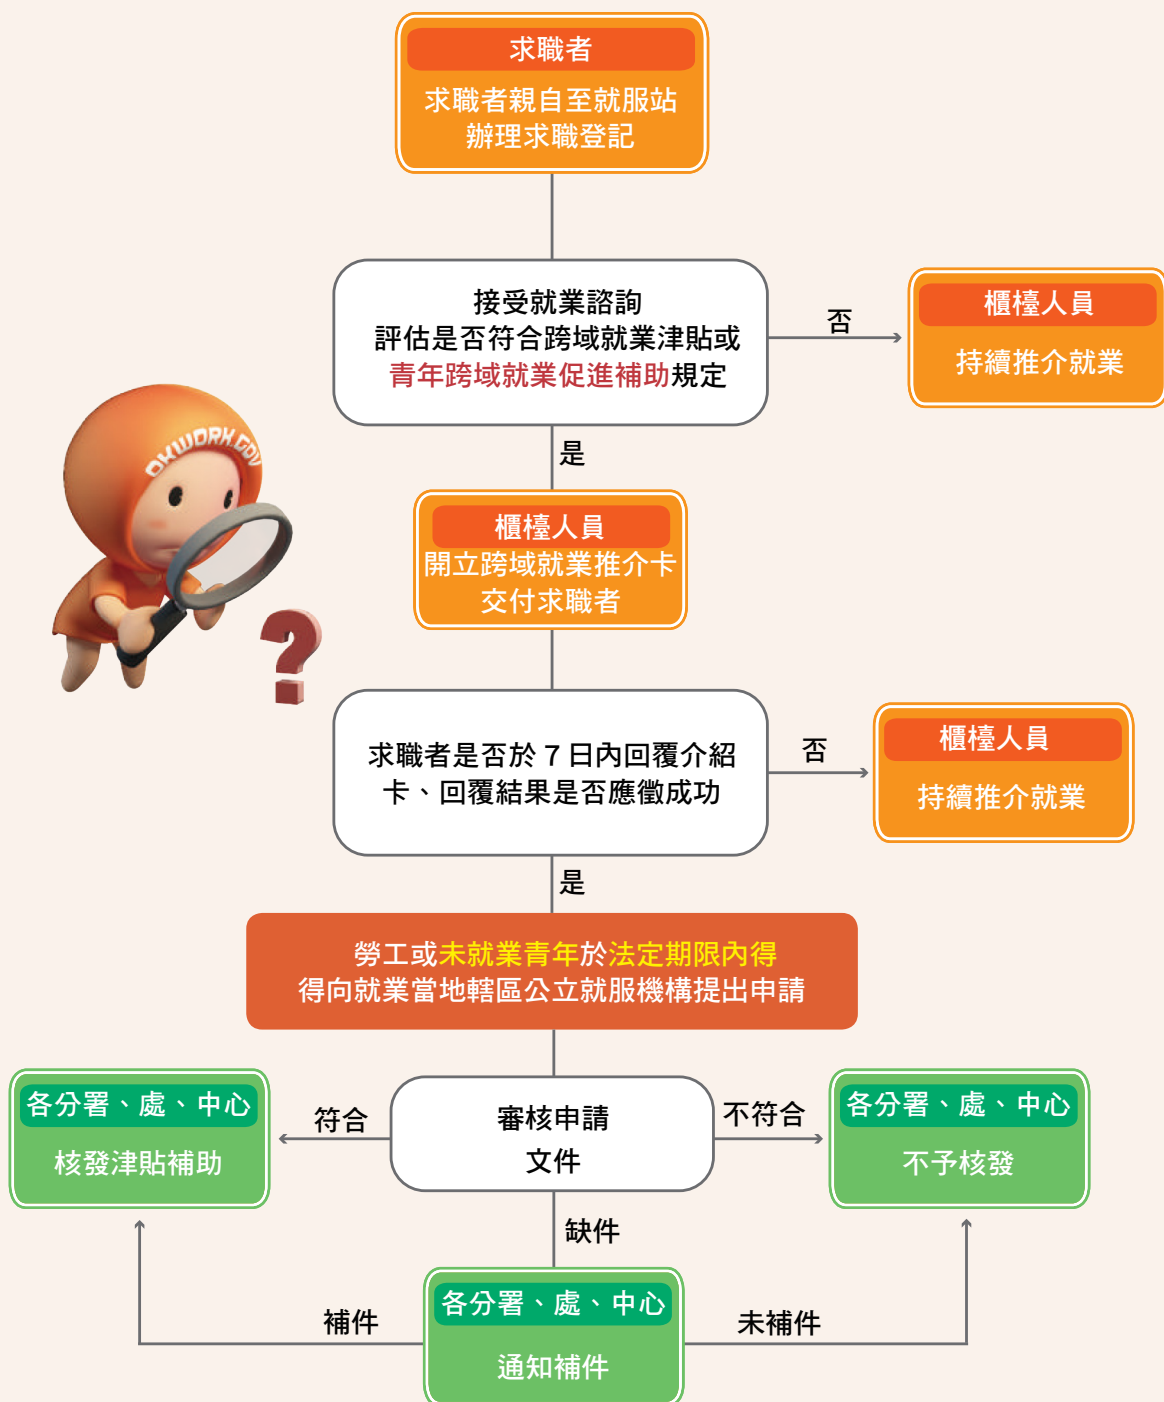 求職者
求職者親自至就服站
辦理求職登記
接受就業諮詢
評估是否符合跨域就業津貼或
青年跨域就業促進補助規定
否
櫃檯人員
持續推介就業
是
OKWORK.GOV
櫃檯人員
開立跨域就業推介卡
交付求職者
求職者是否於 7 日內回覆介紹
卡、回覆結果是否應徵成功
否
櫃檯人員
持續推介就業
是
勞工或未就業青年於法定期限內得
得向就業當地轄區公立就服機構提出申請
各分署、處、中心
核發津貼補助
符合
審核申請
文件
不符合
各分署、處、中心
不予核發
缺件
補件
各分署、處、中心
通知補件
未補件
?